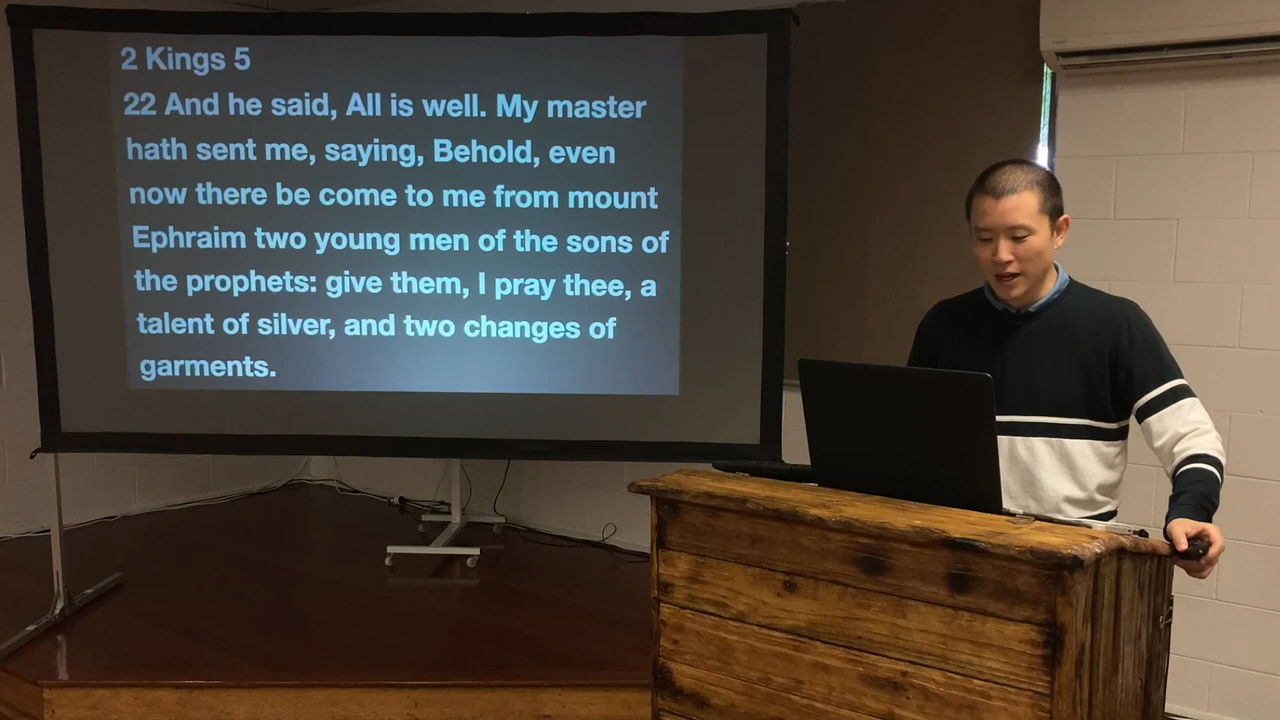 2 Kings 5
22 And he said, All is well. My master
hath sent me, saying, Behold, even
now there be come to me from mount
Ephraim two young men of the sons of
the prophets: give them, I pray thee, a
talent of silver, and two changes of
garments.